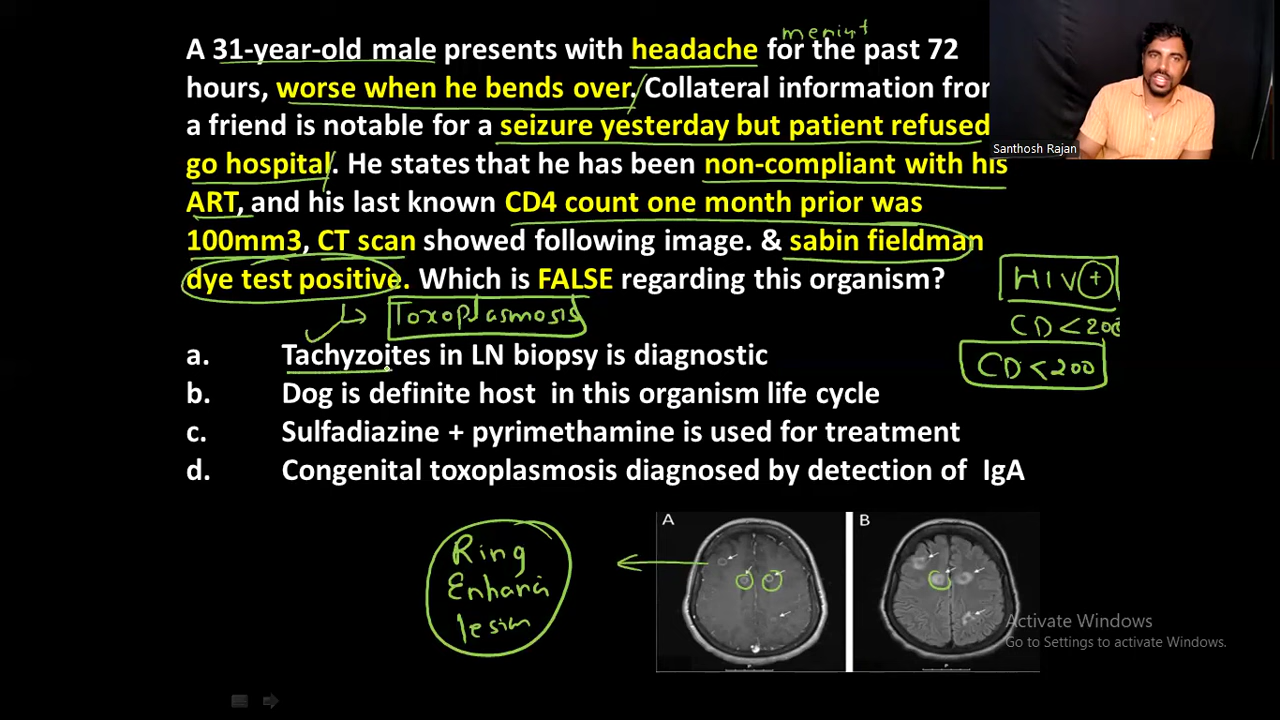 menint
A 31-year-old male presents with headache for the past 72
hours, worse when he bends over. Collateral information from
a friend is notable for a seizure yesterday but patient refused
go hospital. He states that he has been non-compliant with his
ART, and his last known CD4 count one month prior was
100mm3, CT scan showed following image. & sabin fieldman
dye test positive. Which is FALSE regarding this organism?
Santhosh Rajan
HIV +
CD < 200
CD < 200
Toxoplasmosis
a. Tachyzoites in LN biopsy is diagnostic
b. Dog is definite host in this organism life cycle
c. Sulfadiazine + pyrimethamine is used for treatment
d. Congenital toxoplasmosis diagnosed by detection of IgA
Ring
Enhanci
lesion
A
B
P
P
Activate Windows
Go to Settings to activate Windows.